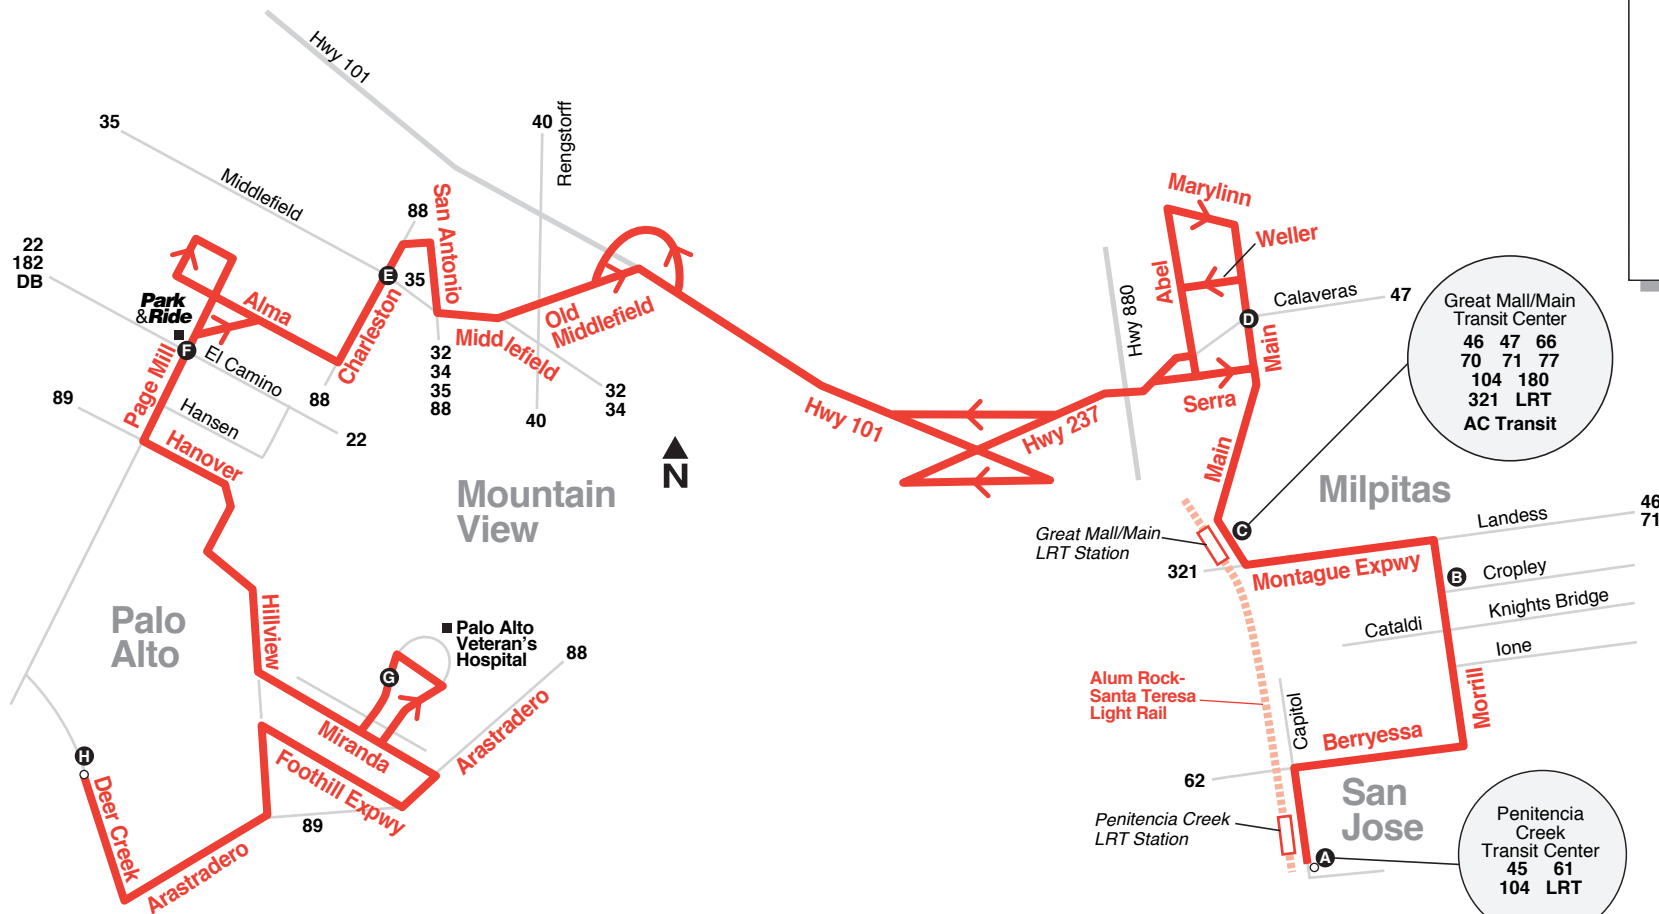 Hwy 101
35
40
Rengstorff
Middlefield
88
San Antonio
22
182
DB
Park
&Ride
E
35
Alma
Charleston
Middlefield
Old
Middlefield
F
El Camino
Page Mill
Hansen
Hanover
89
88
22
32
34
35
88
40
32
34
Mountain
View
N
Hwy 101
Hwy 237
Hwy 880
Marylinn
Weller
Abel
Calaveras
47
D
Main
Serra
Main
Great Mall/Main
Transit Center
46 47 66
70 71 77
104 180
321 LRT
AC Transit
Milpitas
C
Great Mall/Main
LRT Station
321
Montague Expwy
Landess
46
71
B
Cropley
Knights Bridge
Cataldi
Ione
Morrill
Alum Rock-
Santa Teresa
Light Rail
Capitol
Berryessa
62
San
Jose
Penitencia Creek
LRT Station
A
Penitencia
Creek
Transit Center
45 61
104 LRT
Palo
Alto
Hillview
Palo Alto
Veteran's
Hospital
G
88
Miranda
Arastradero
Foothill Expwy
89
H
Deer Creek
Arastradero